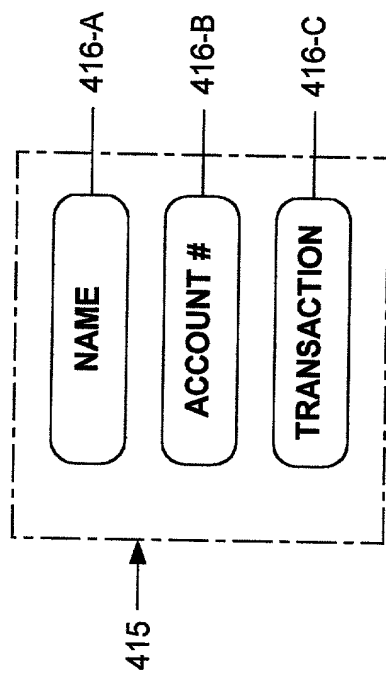 NAME
416-A
ACCOUNT #
416-B
TRANSACTION
416-C
415